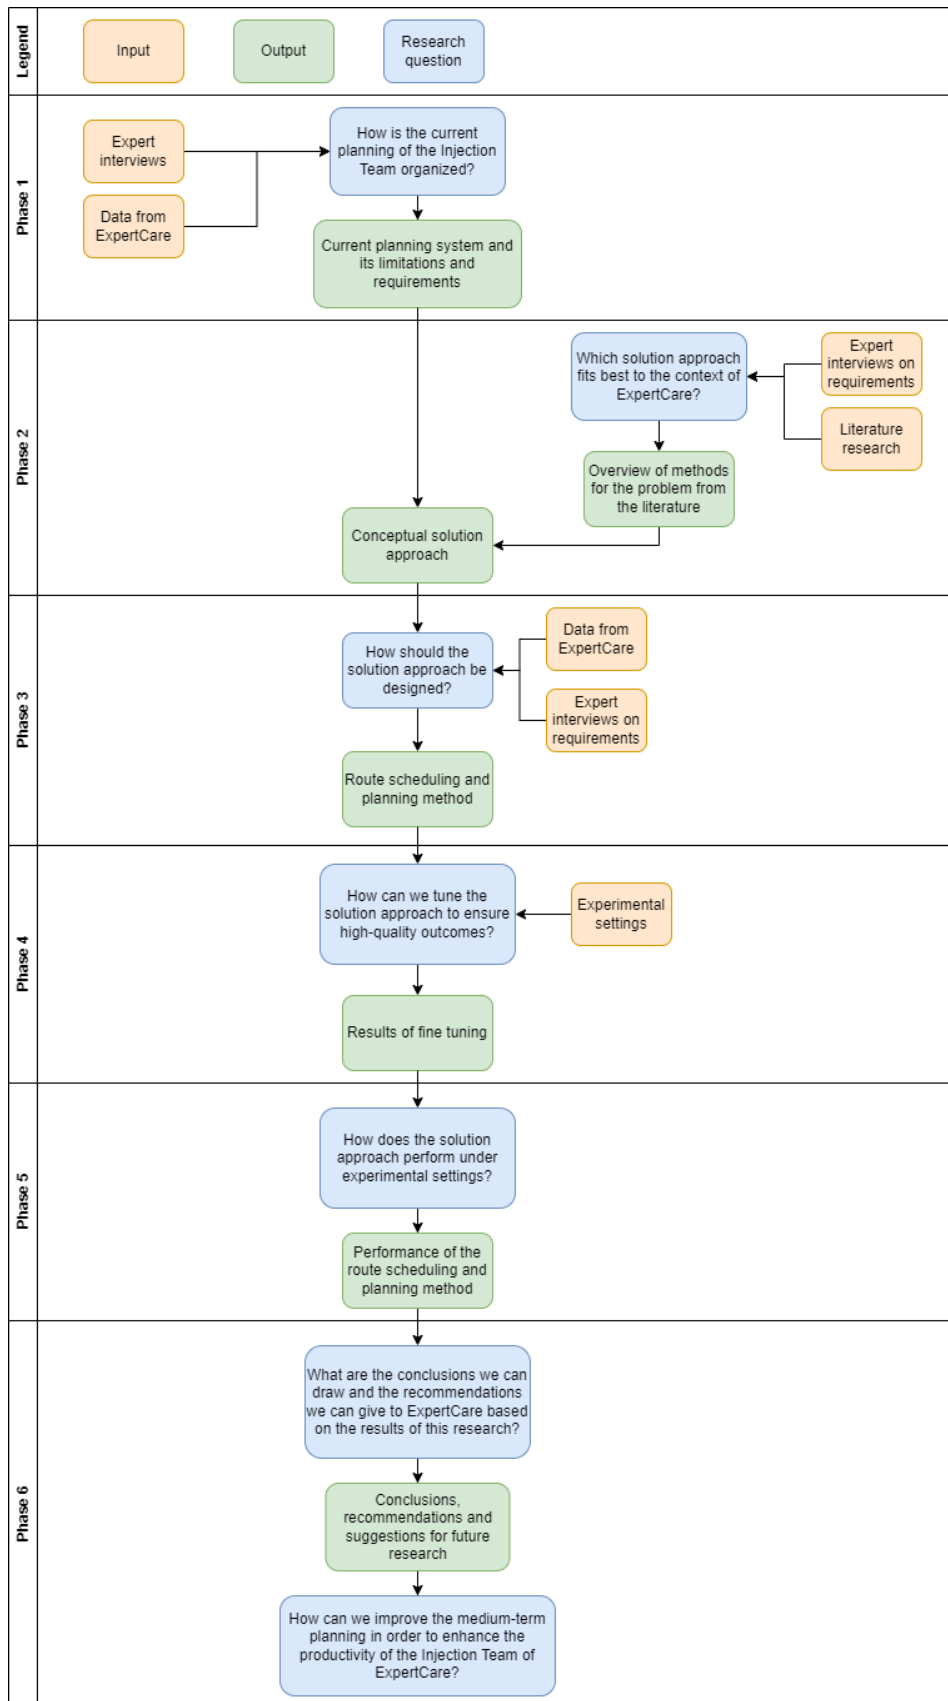 Legend
Input
Output
Research
question
Phase 1
Expert
interviews
Data from
ExpertCare
How is the current
planning of the Injection
Team organized?
Current planning system and
its limitations and
requirements
Phase 2
Which solution approach
fits best to the context of
ExpertCare?
Expert
interviews on
requirements
Literature
research
Overview of methods
for the problem from
the literature
Conceptual solution
approach
Phase 3
How should the
solution approach be
designed?
Data from
ExpertCare
Expert
interviews on
requirements
Route scheduling and
planning method
Phase 4
How can we tune the
solution approach to ensure
high-quality outcomes?
Experimental
settings
Results of fine tuning
Phase 5
How does the solution
approach perform under
experimental settings?
Performance of the
route scheduling and
planning method
Phase 6
What are the conclusions we can
draw and the recommendations
we can give to ExpertCare based
on the results of this research?
Conclusions,
recommendations and
suggestions for future
research
How can we improve the medium-term
planning in order to enhance the
productivity of the Injection Team of
ExpertCare?